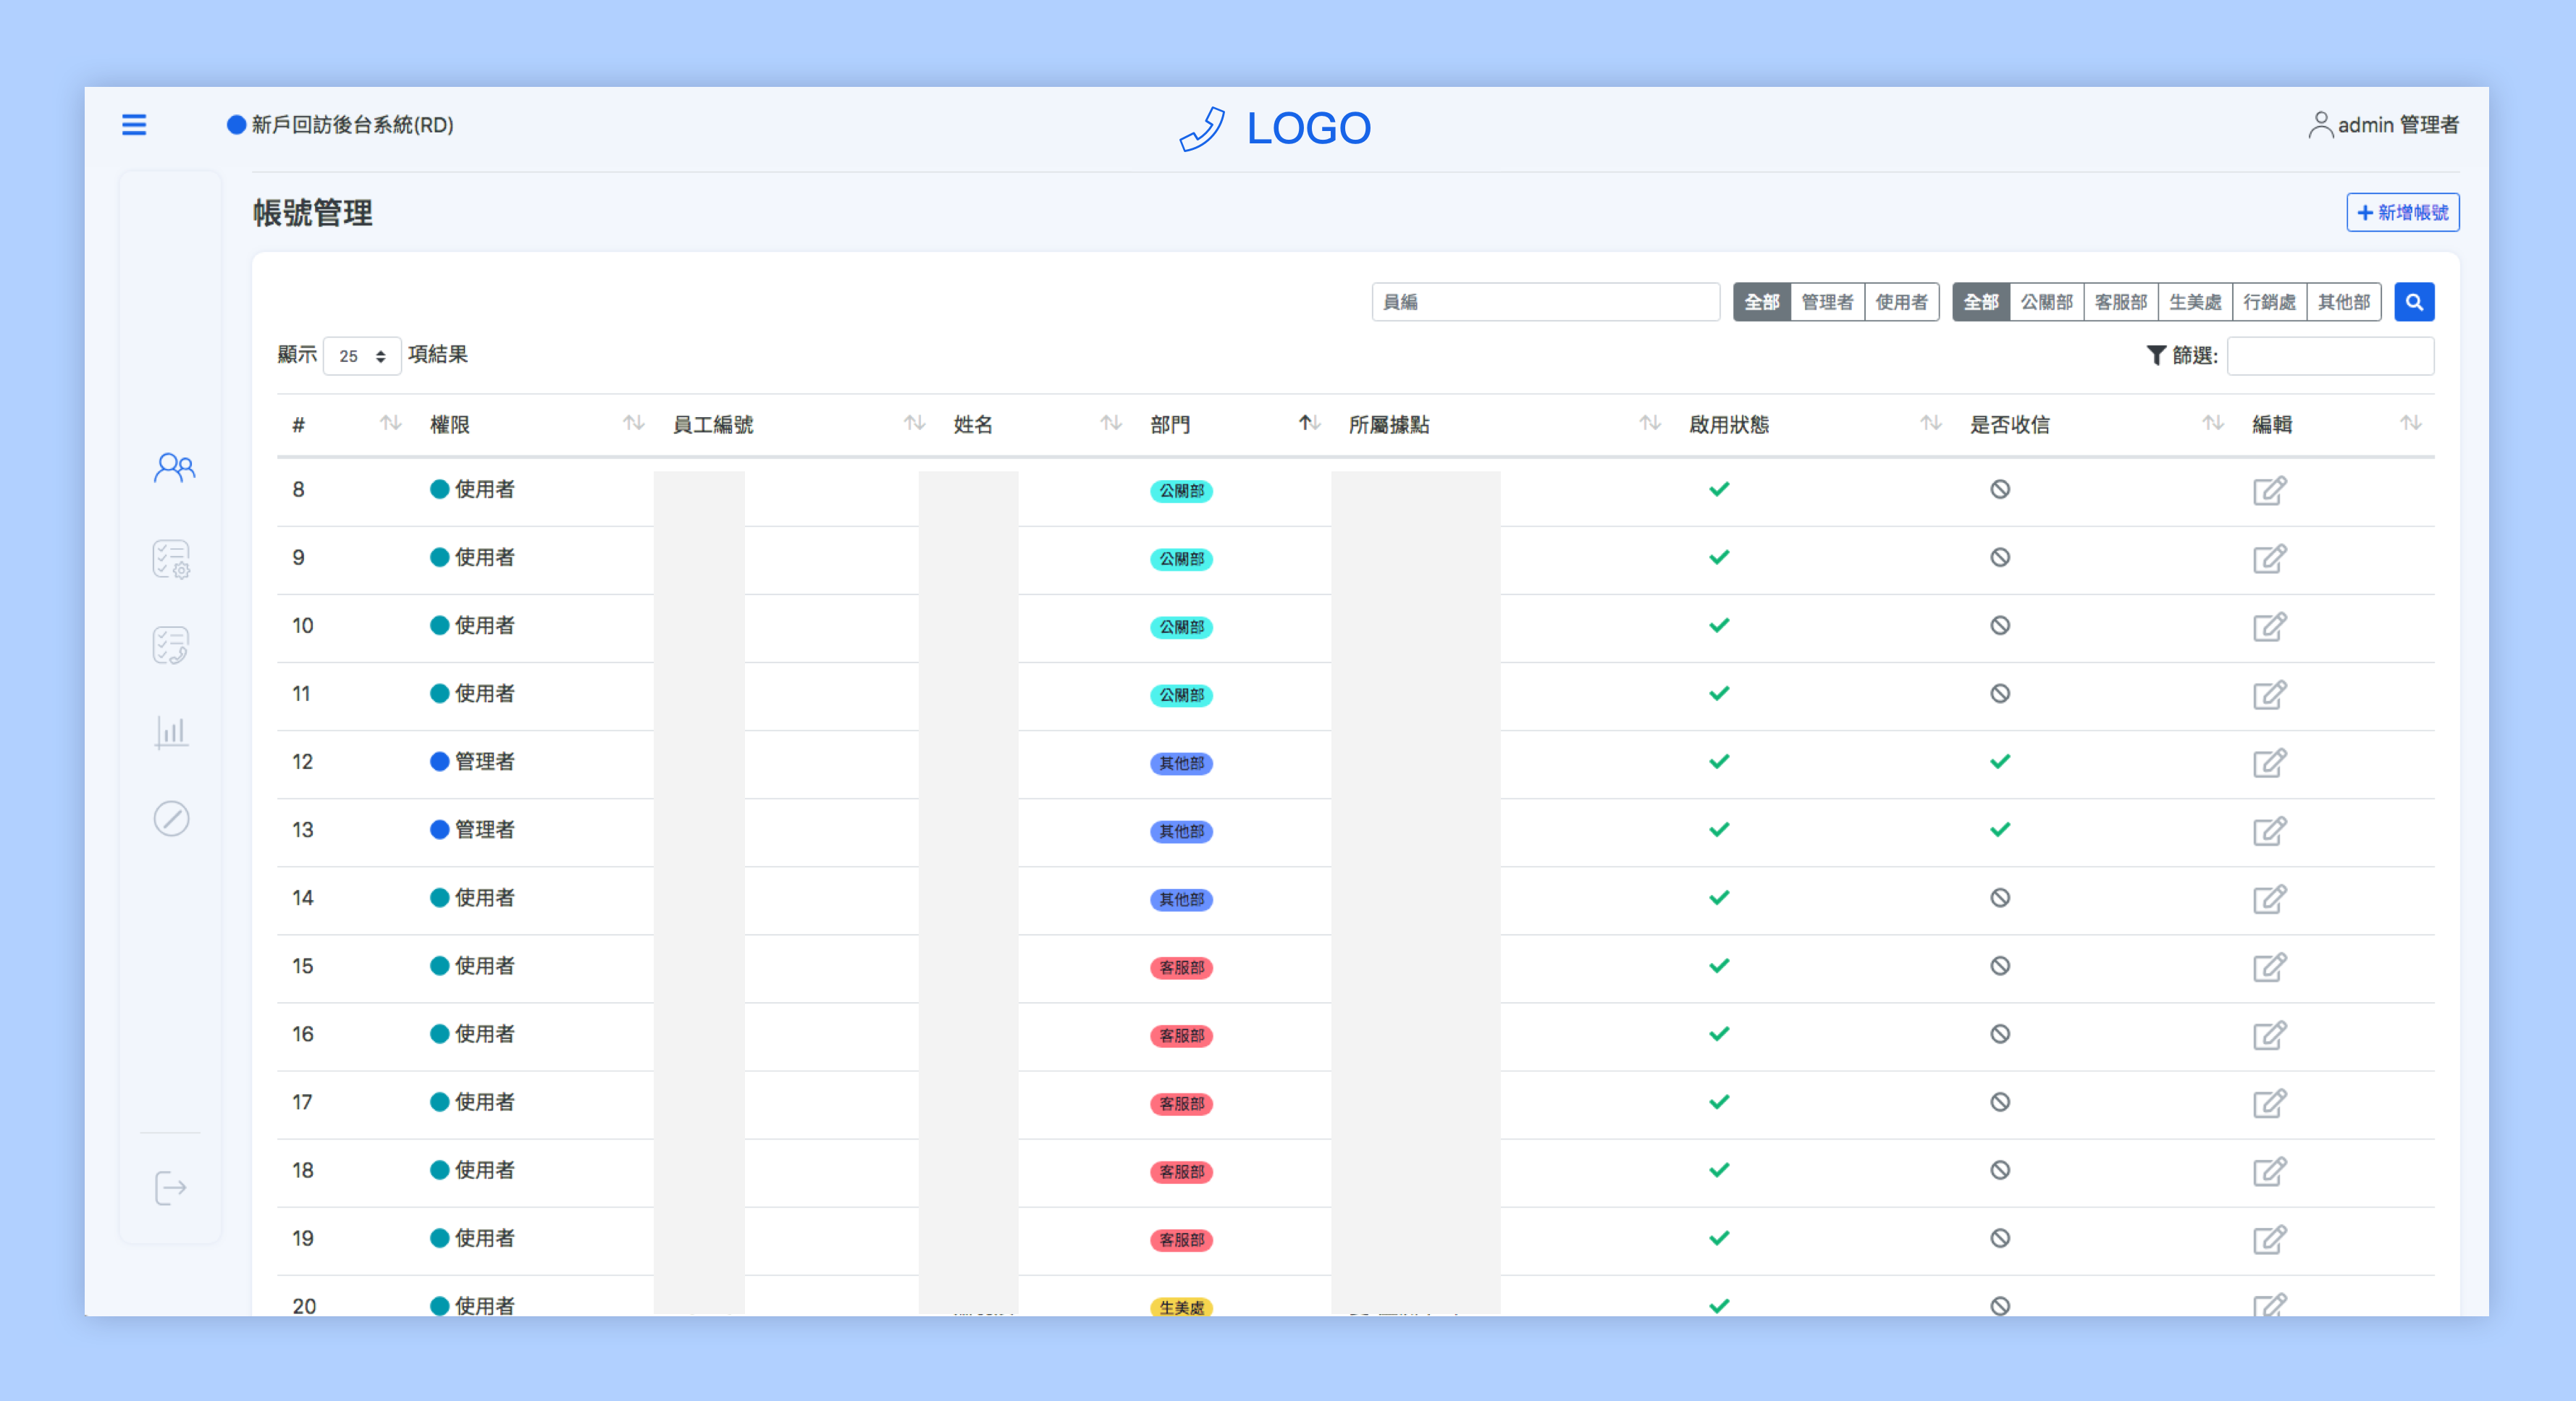 新戶回訪後台系統(RD)
LOGO
admin 管理者
帳號管理
新增帳號
員編 全部 管理者 使用者 全部 公關部 客服部 生美處 行銷處 其他部
顯示 25 項結果 篩選:
# 權限 員工編號 姓名 部門 所屬據點 啟用狀態 是否收信 編輯
8 使用者 公關部
9 使用者 公關部
10 使用者 公關部
11 使用者 公關部
12 管理者 其他部
13 管理者 其他部
14 使用者 其他部
15 使用者 客服部
16 使用者 客服部
17 使用者 客服部
18 使用者 客服部
19 使用者 客服部
20 使用者 生美處